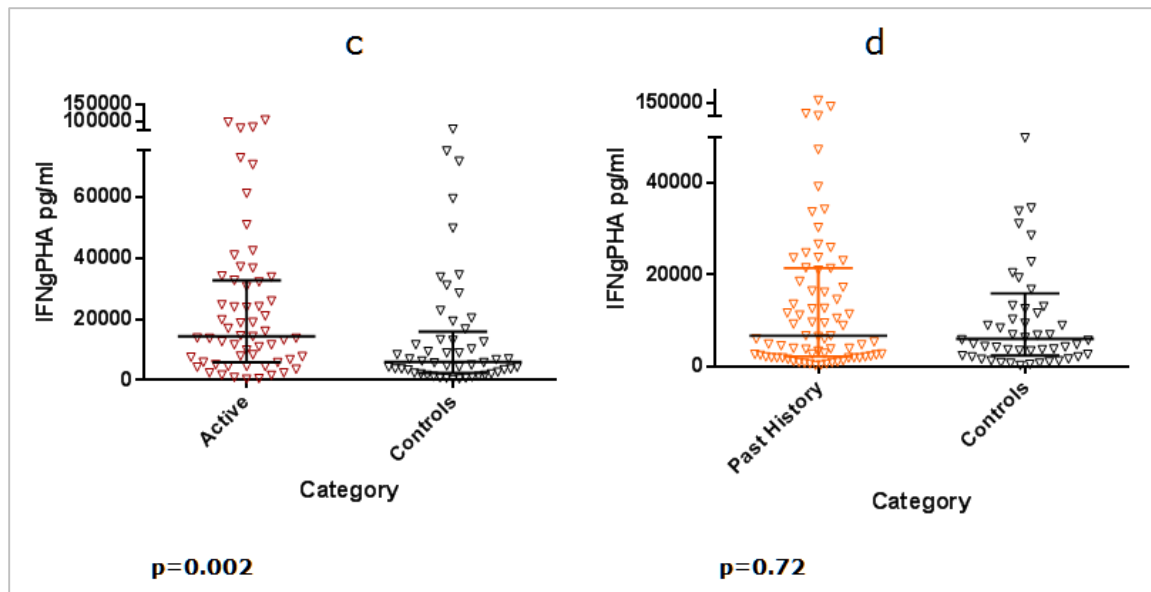 c
150000
100000
60000
40000
20000
0
IFNgPHA pg/ml
Active
Controls
Category
p=0.002
d
150000
40000
20000
0
IFNgPHA pg/ml
Past History
Controls
Category
p=0.72